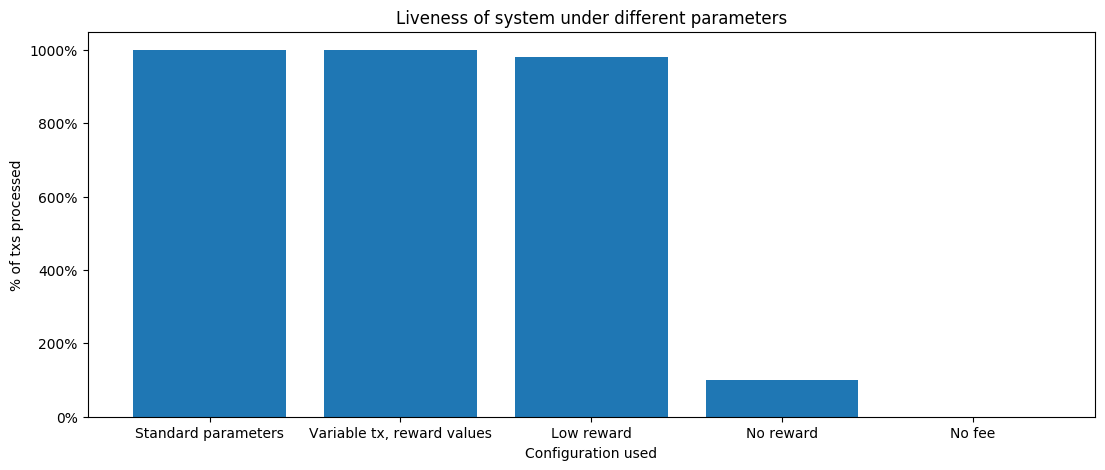 Liveness of system under different parameters
% of txs processed
1000%
800%
600%
400%
200%
0%
Standard parameters
Variable tx, reward values
Low reward
No reward
No fee
Configuration used